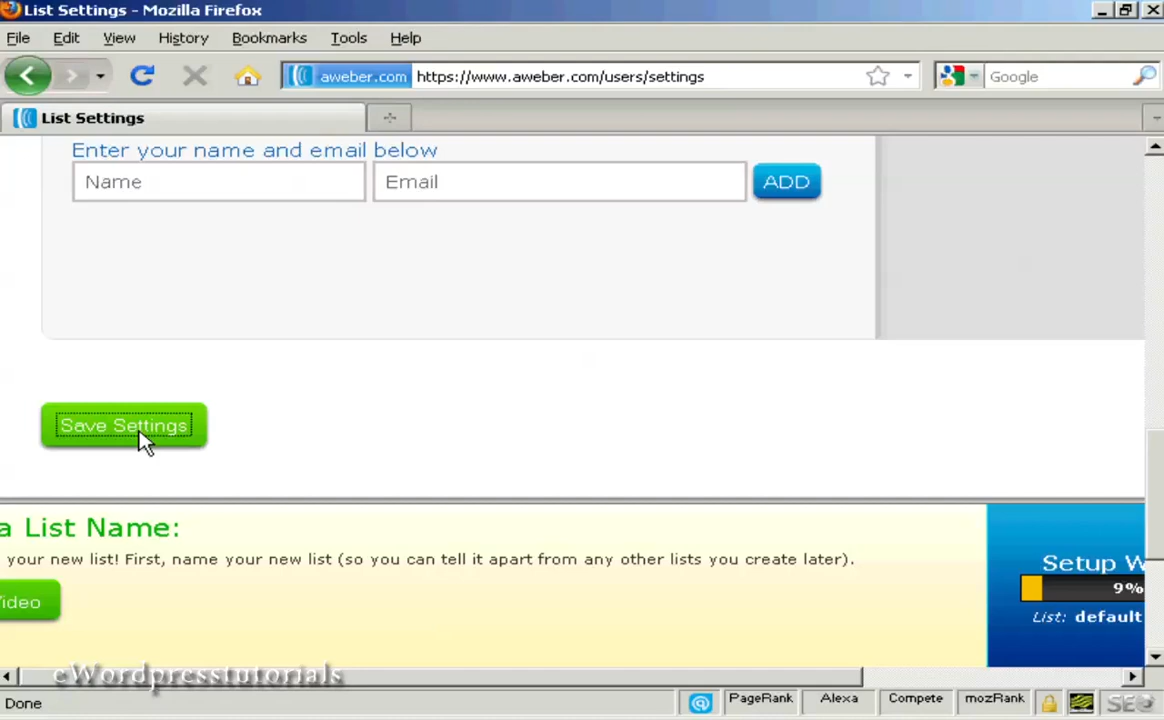 List Settings - Mozilla Firefox
File Edit View History Bookmarks Tools Help
aweber.com https://www.aweber.com/users/settings
Google
List Settings
Enter your name and email below
Name Email ADD
Save Settings
a List Name:
your new list! First, name your new list (so you can tell it apart from any other lists you create later).
Setup W
9%
ideo
List: default
eWordpresstutorials
Done PageRank Alexa Compete mozRank SEO